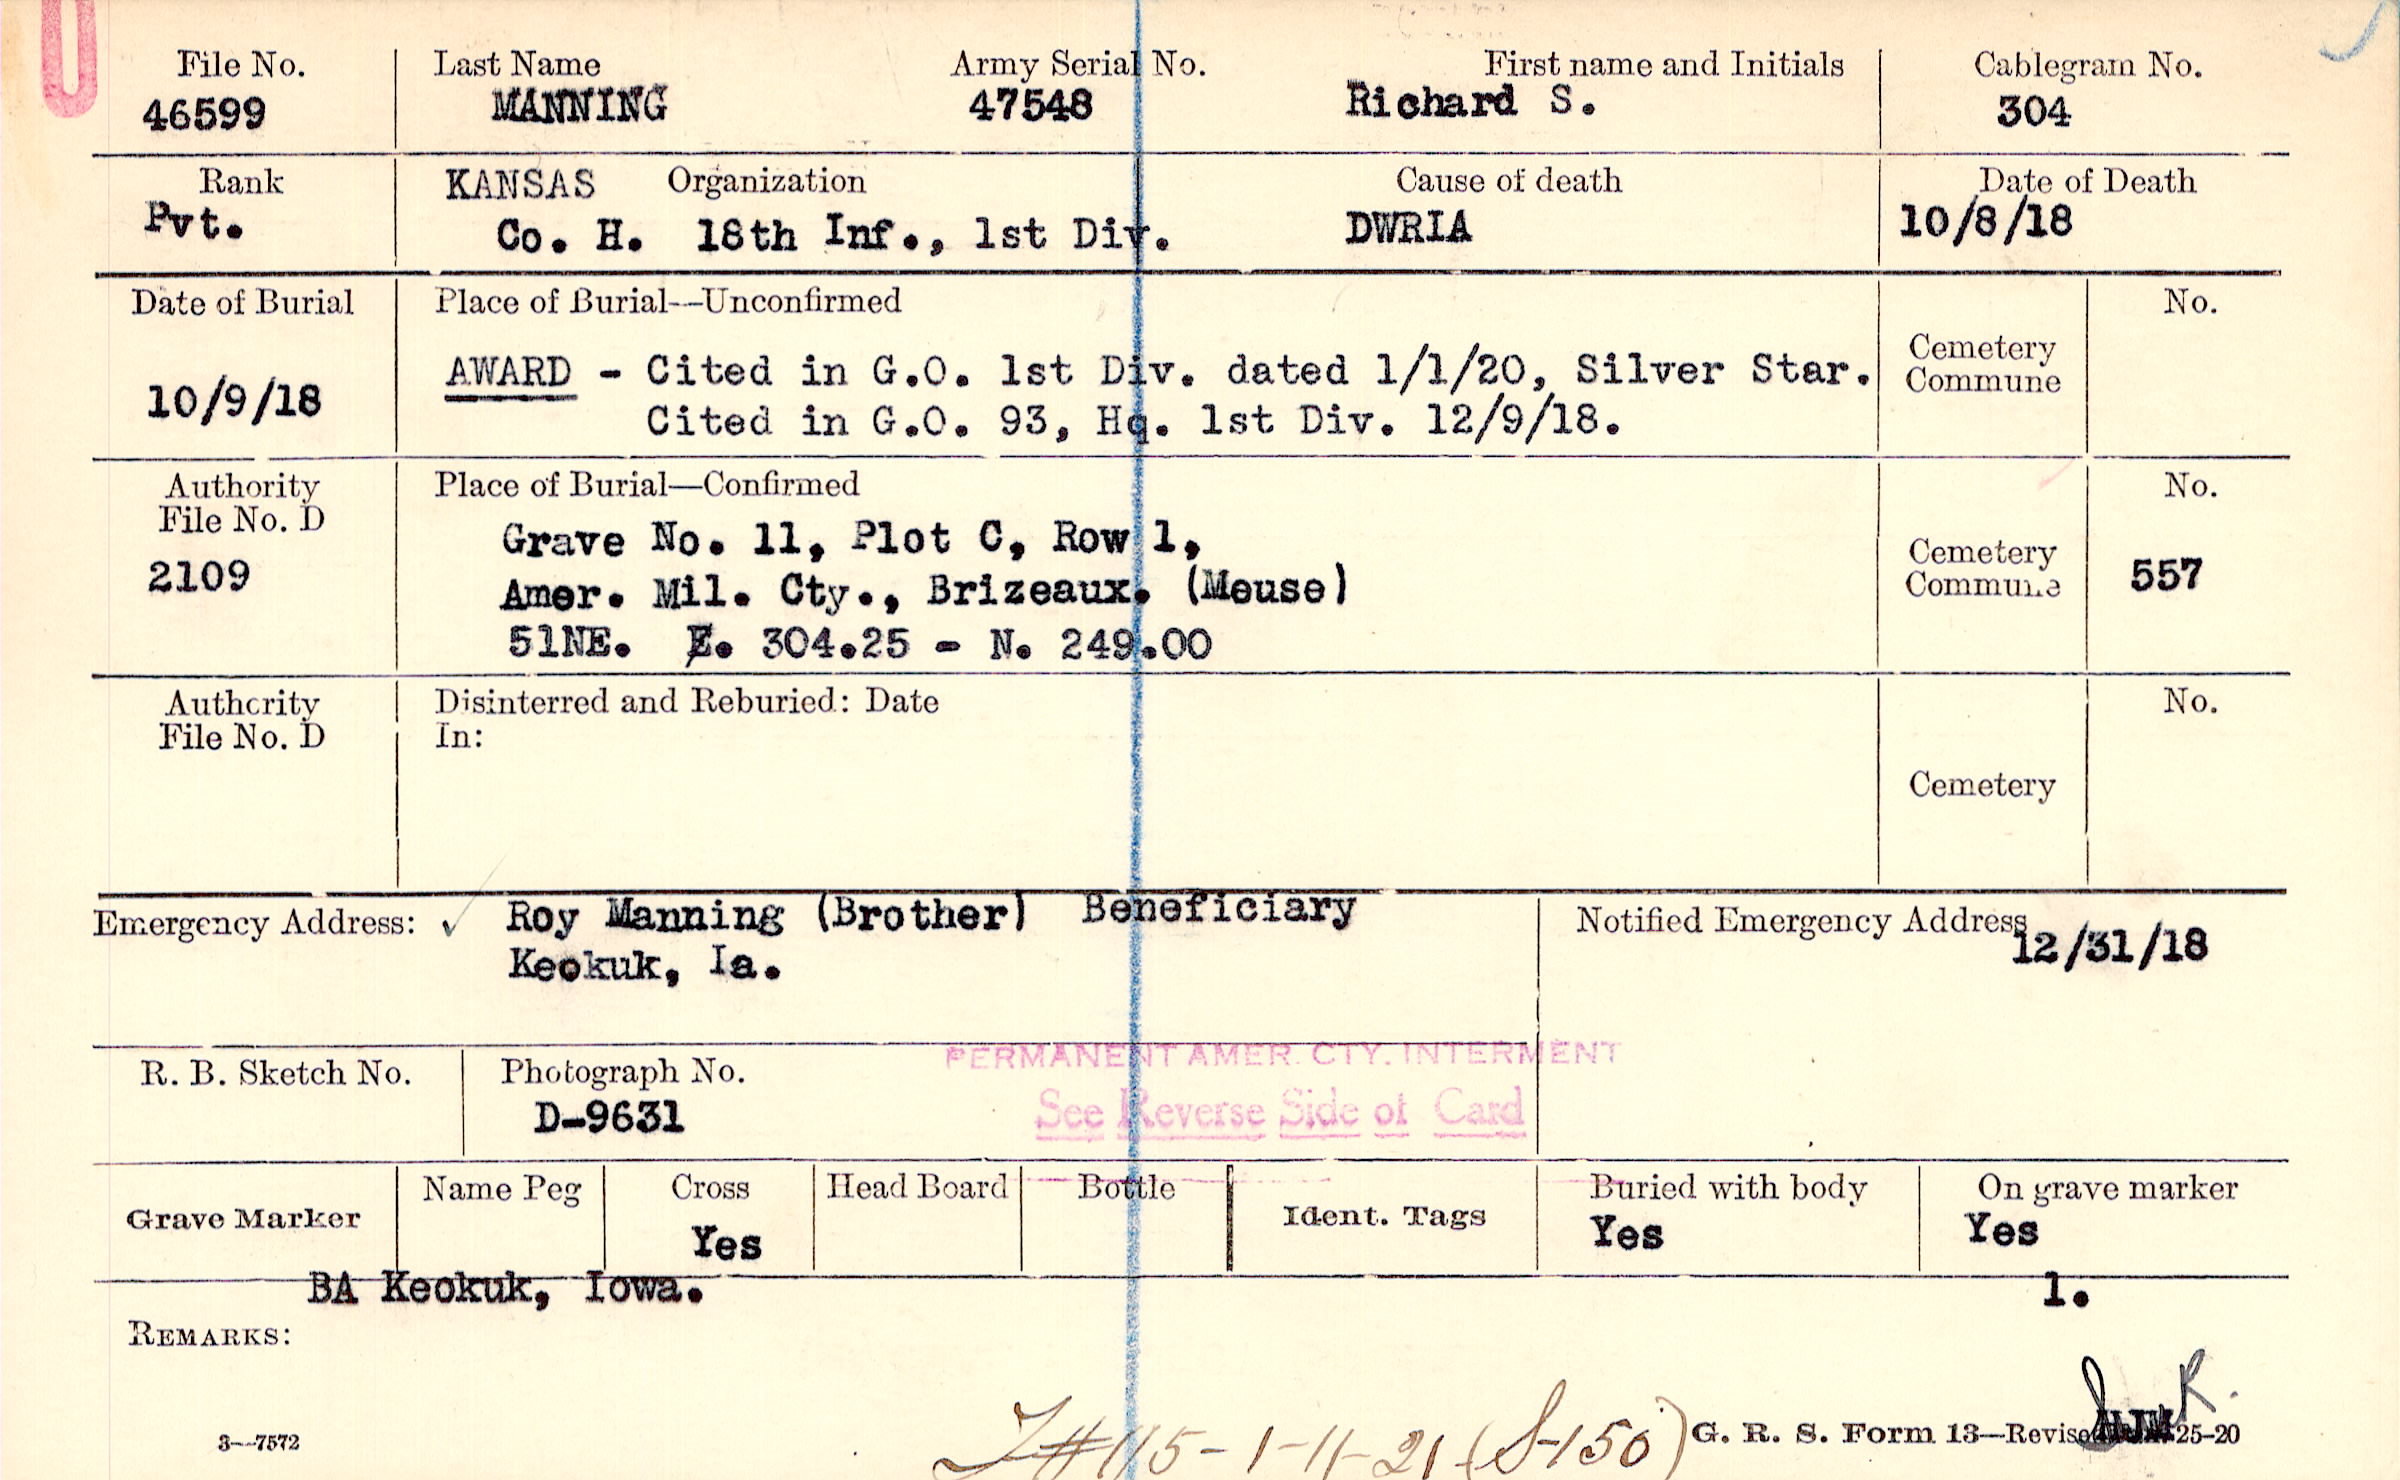 File No. Last Name Army Serial No. First name and Initials Cablegram No.
46599 MANNING 47548 Richard S. 304
Rank KANSAS Organization Cause of death Date of Death
Pvt. Co. H. 18th Inf., 1st Div. DWRIA 10/8/18
Date of Burial Place of Burial—Unconfirmed No.
Cemetery
Commune
10/9/18
AWARD - Cited in G.O. 1st Div. dated 1/1/20, Silver Star.
Cited in G.O. 93, Hq. 1st Div. 12/9/18.
Authority Place of Burial—Confirmed No.
File No. D
2109
Grave No. 11, Plot C, Row 1,
Amer. Mil. Cty., Brizeaux. (Meuse)
51NE. E. 304.25 - N. 249.00
Cemetery
Commune
557
Authority Disinterred and Reburied: Date No.
File No. D In:
Cemetery
Emergency Address: ✓ Roy Manning (Brother) Beneficiary
Keokuk, Ia.
Notified Emergency Address
12/31/18
R. B. Sketch No. Photograph No.
D-9631
PERMANENT AMER. CTY. INTERMENT
See Reverse Side of Card
Grave Marker Name Peg Cross Head Board Bottle Ident. Tags Buried with body On grave marker
Yes Yes Yes
BA Keokuk, Iowa. 1.
REMARKS:
3—7572
#115-1-11-21 (S-150)
G. R. S. Form 13—Revised 25-20